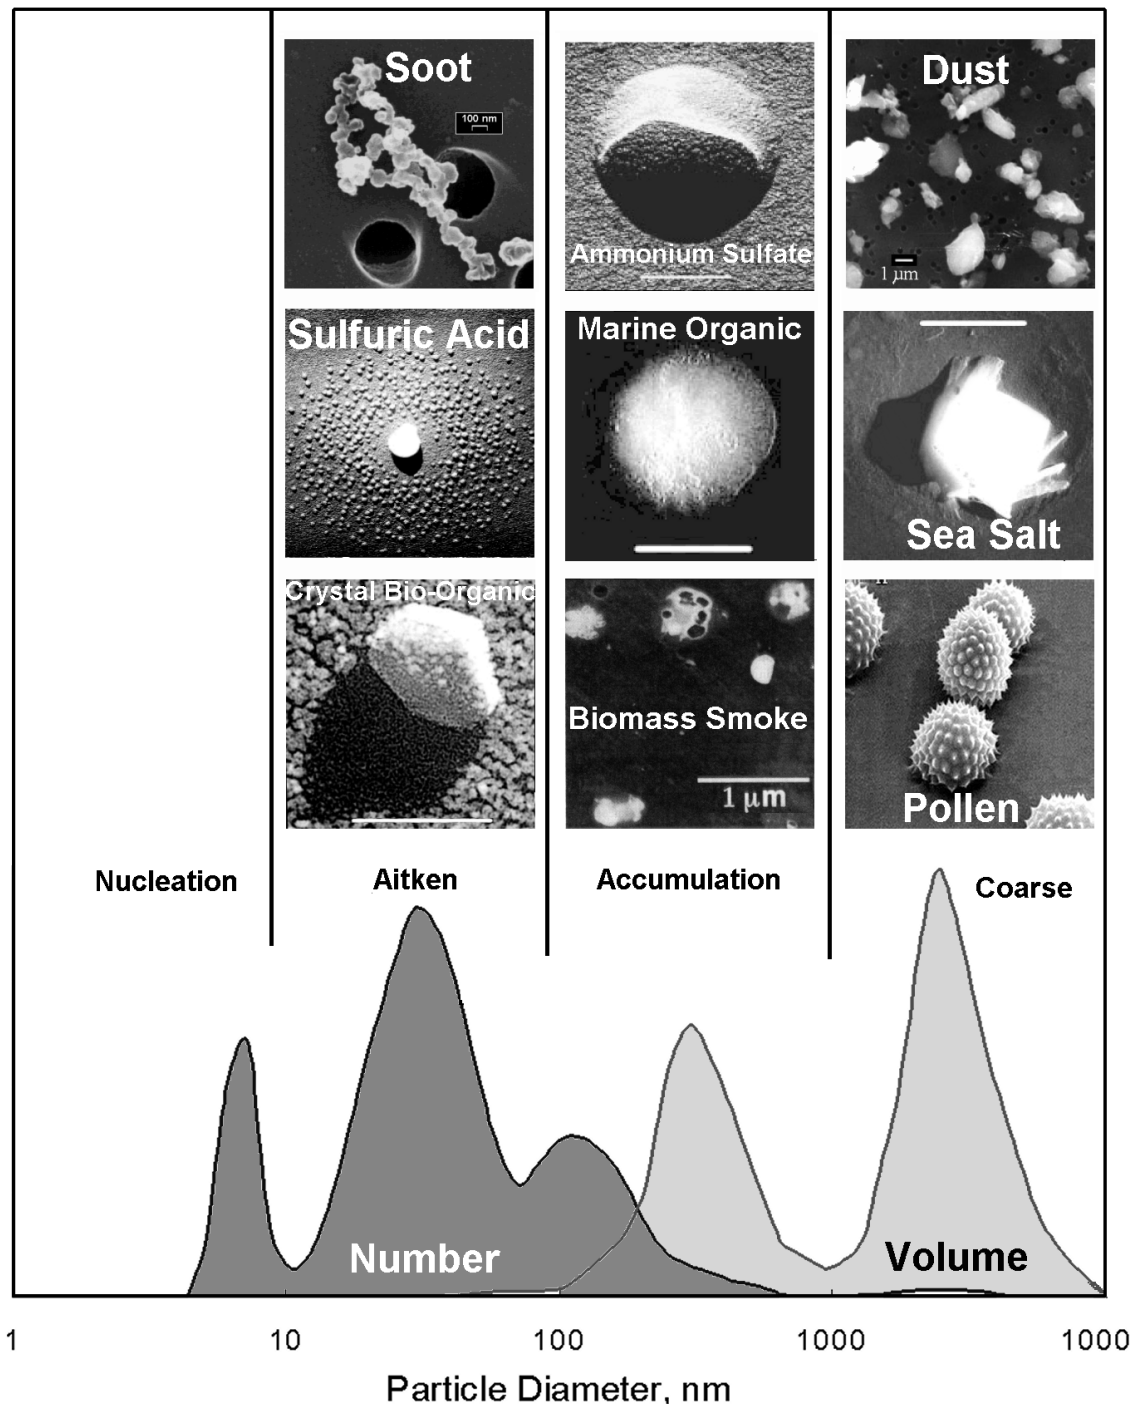 Soot
100 nm
Ammonium Sulfate
Dust
1 µm
Sulfuric Acid
Marine Organic
Sea Salt
Crystal Bio-Organic
Biomass Smoke
1 µm
Pollen
Nucleation
Aitken
Accumulation
Coarse
Number
Volume
1
10
100
1000
1000
Particle Diameter, nm